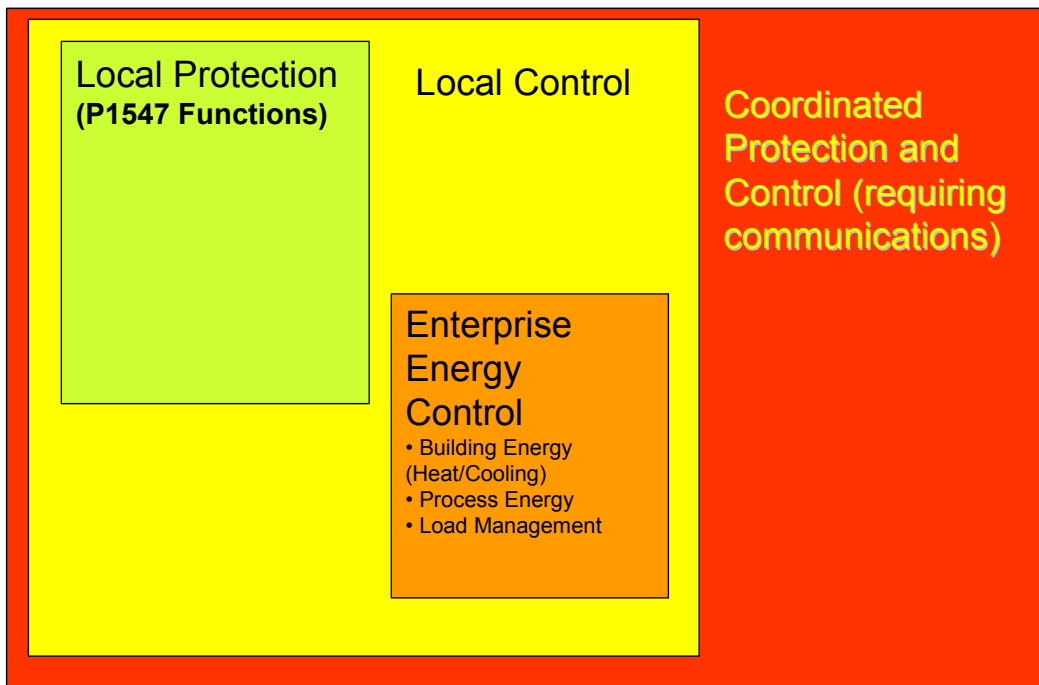 Local Protection
(P1547 Functions)
Local Control
Coordinated
Protection and
Control (requiring
communications)
Enterprise
Energy
Control
• Building Energy
(Heat/Cooling)
• Process Energy
• Load Management